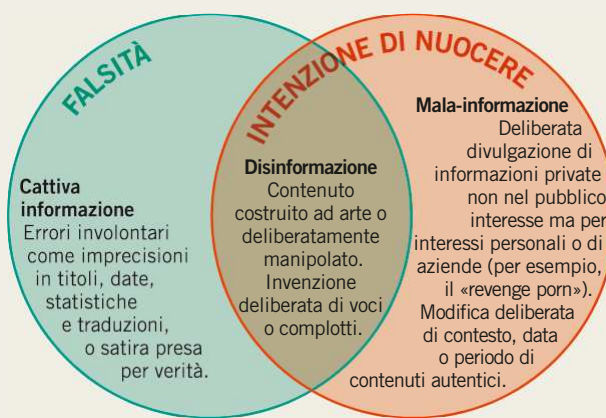 FALSITÀ
INTENZIONE DI NUOCERE
Cattiva
informazione
Errori involontari
come imprecisioni
in titoli, date,
statistiche
e traduzioni,
o satira presa
per verità.
Disinformazione
Contenuto
costruito ad arte o
deliberatamente
manipolato.
Invenzione
deliberata di voci
o complotti.
Mala-informazione
Deliberata
divulgazione di
informazioni private
non nel pubblico
interesse ma per
interessi personali o di
aziende (per esempio,
il «revenge porn»).
Modifica deliberata
di contesto, data
o periodo di
contenuti autentici.